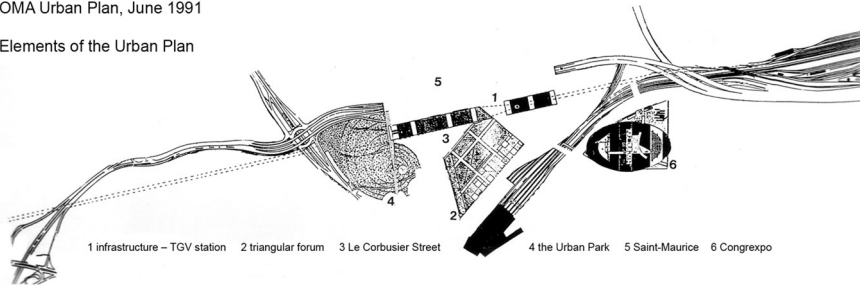 OMA Urban Plan, June 1991
Elements of the Urban Plan
5
1
3
6
4
2
1 infrastructure – TGV station 2 triangular forum 3 Le Corbusier Street 4 the Urban Park 5 Saint-Maurice 6 Congrexpo